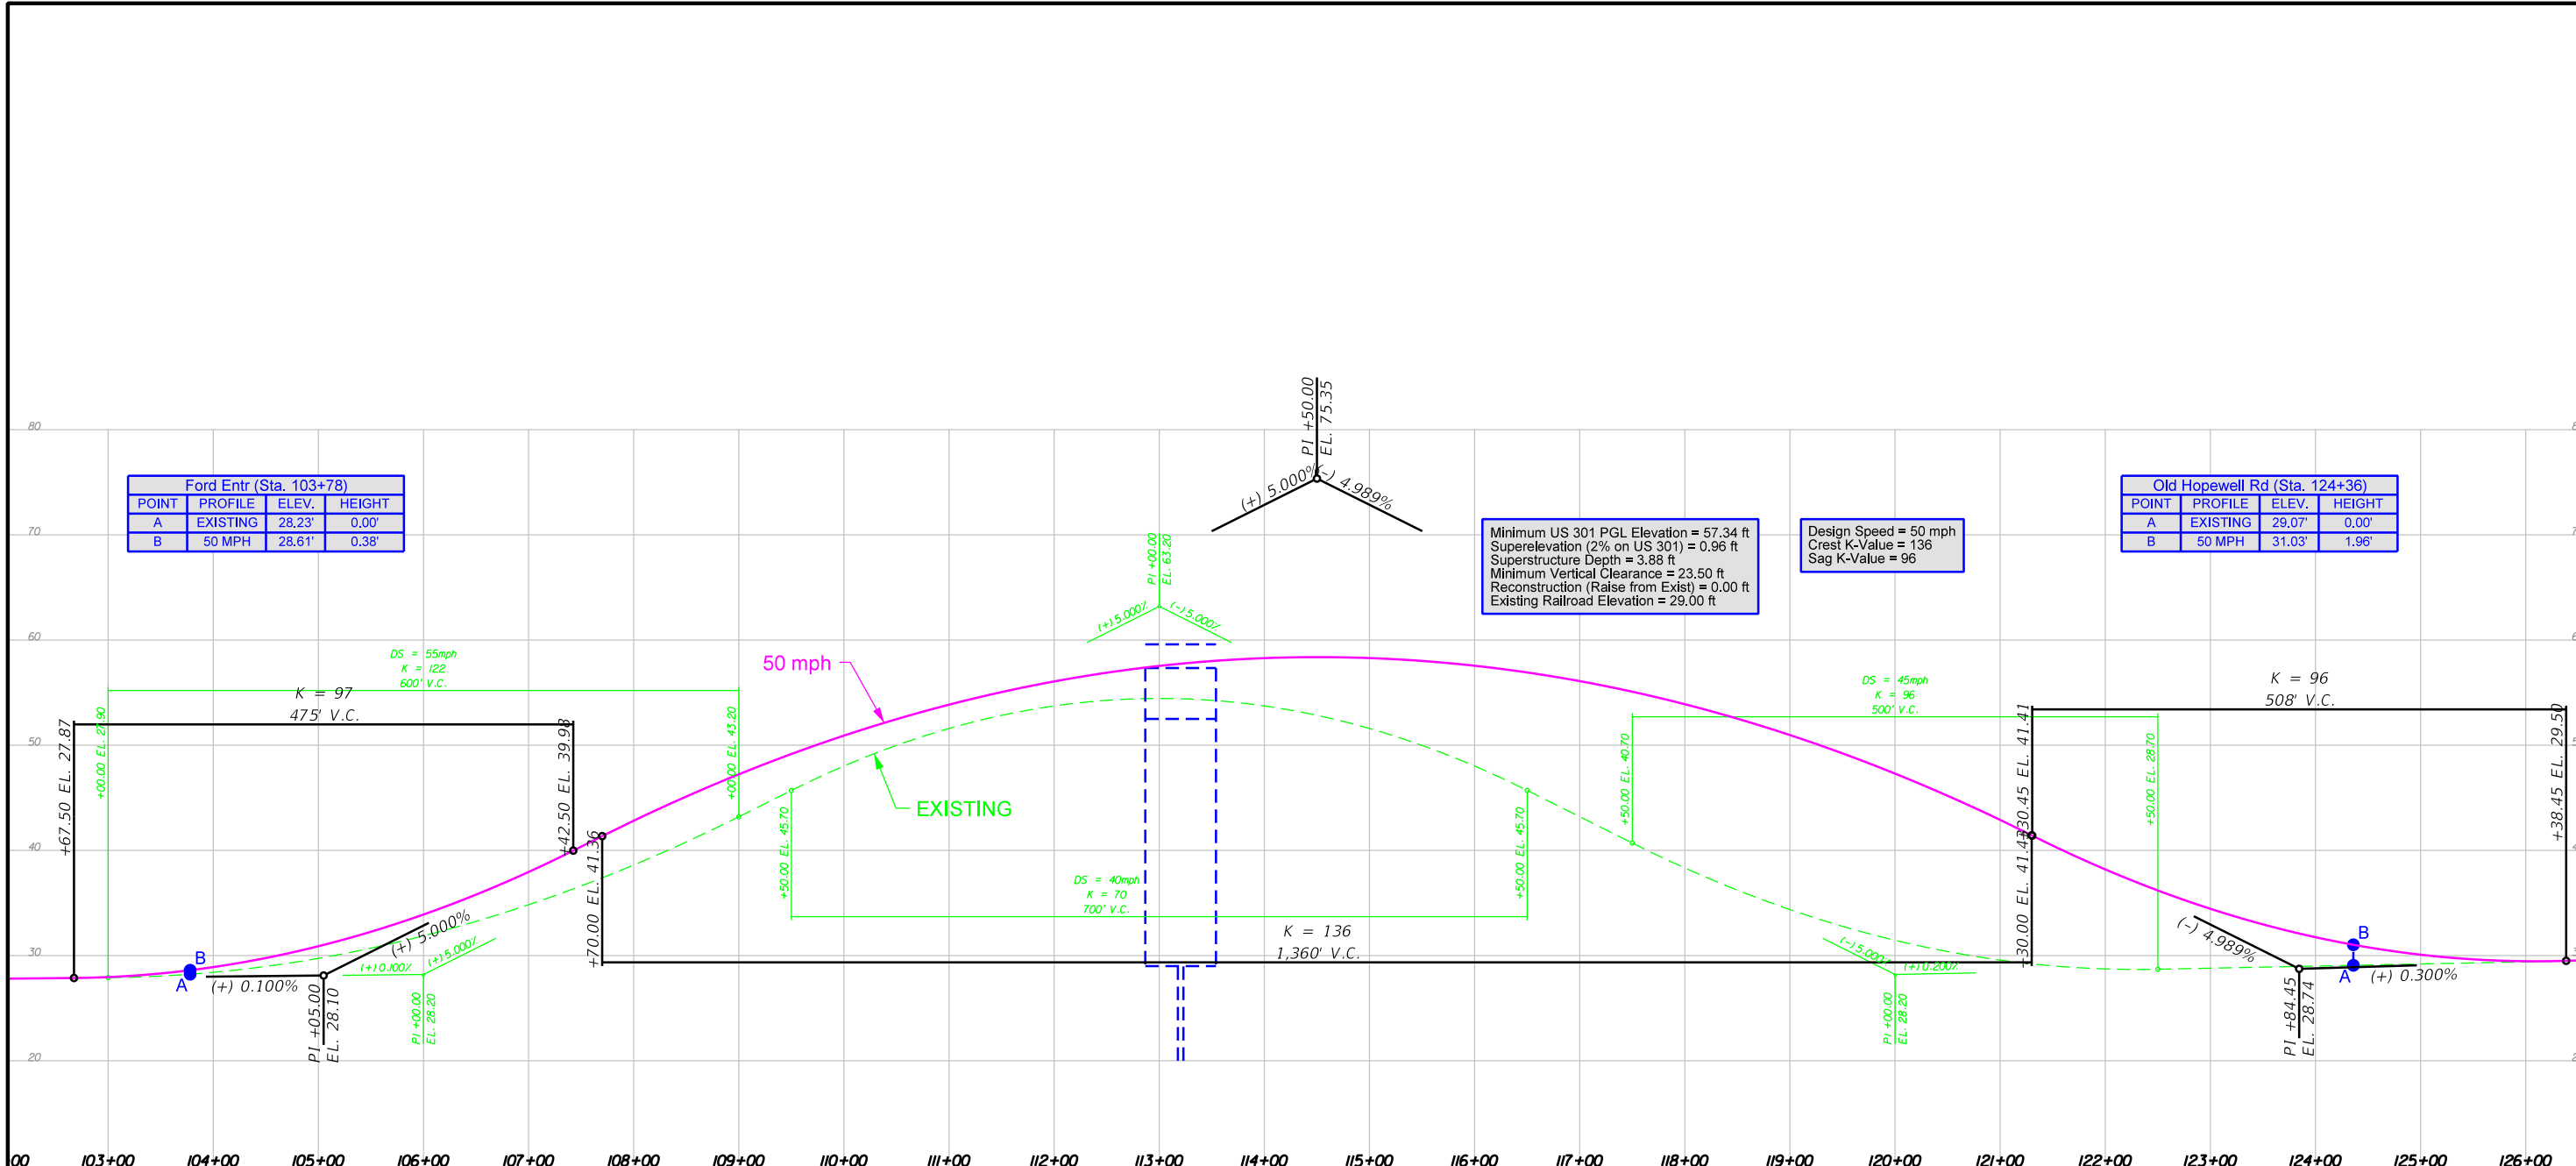 PI +50.00
EL. 75.35
(+) 5.000%
(-) 4.989%
80
Ford Entr (Sta. 103+78)
POINT PROFILE ELEV. HEIGHT
A EXISTING 28.23' 0.00'
B 50 MPH 28.61' 0.38'
70
Minimum US 301 PGL Elevation = 57.34 ft
Superelevation (2% on US 301) = 0.96 ft
Superstructure Depth = 3.88 ft
Minimum Vertical Clearance = 23.50 ft
Reconstruction (Raise from Exist) = 0.00 ft
Existing Railroad Elevation = 29.00 ft
Design Speed = 50 mph
Crest K-Value = 136
Sag K-Value = 96
Old Hopewell Rd (Sta. 124+36)
POINT PROFILE ELEV. HEIGHT
A EXISTING 29.07' 0.00'
B 50 MPH 31.03' 1.96'
PI +00.00
EL. 63.20
(+) 5.000%
(-) 5.000%
60
DS = 55mph
K = 122
600' V.C.
K = 97
475' V.C.
50 mph
DS = 45mph
K = 96
500' V.C.
K = 96
508' V.C.
+67.50 EL. 27.87
+00.00 EL. 27.90
+42.50 EL. 39.98
+00.00 EL. 43.20
50
EXISTING
+50.00 EL. 45.70
+50.00 EL. 45.70
+50.00 EL. 40.70
+30.45 EL. 41.41
+50.00 EL. 28.70
+38.45 EL. 29.50
40
+70.00 EL. 41.36
DS = 40mph
K = 70
700' V.C.
K = 136
1,360' V.C.
+30.00 EL. 41.43
30
B
A
(+) 0.100%
(+) 5.000%
(+) 0.100%
(+) 5.000%
PI +05.00
EL. 28.10
PI +00.00
EL. 28.20
(-) 5.000%
(+) 0.200%
PI +00.00
EL. 28.20
(-) 4.989%
B
A
(+) 0.300%
PI +84.45
EL. 28.74
20
00 103+00 104+00 105+00 106+00 107+00 108+00 109+00 110+00 111+00 112+00 113+00 114+00 115+00 116+00 117+00 118+00 119+00 120+00 121+00 122+00 123+00 124+00 125+00 126+00